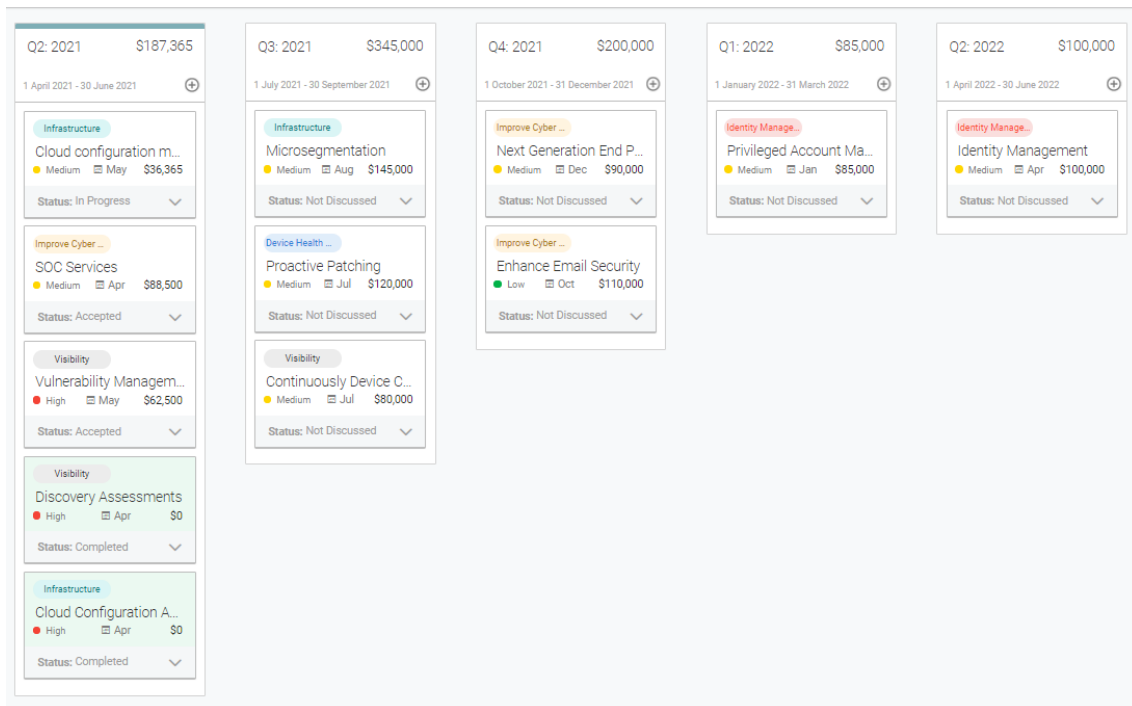 Q2: 2021 $187,365
1 April 2021 - 30 June 2021
Infrastructure
Cloud configuration m...
Medium May $36,365
Status: In Progress
Improve Cyber ...
SOC Services
Medium Apr $88,500
Status: Accepted
Visibility
Vulnerability Managem...
High May $62,500
Status: Accepted
Visibility
Discovery Assessments
High Apr $0
Status: Completed
Infrastructure
Cloud Configuration A...
High Apr $0
Status: Completed
Q3: 2021 $345,000
1 July 2021 - 30 September 2021
Infrastructure
Microsegmentation
Medium Aug $145,000
Status: Not Discussed
Device Health ...
Proactive Patching
Medium Jul $120,000
Status: Not Discussed
Visibility
Continuously Device C...
Medium Jul $80,000
Status: Not Discussed
Q4: 2021 $200,000
1 October 2021 - 31 December 2021
Improve Cyber ...
Next Generation End P...
Medium Dec $90,000
Status: Not Discussed
Improve Cyber ...
Enhance Email Security
Low Oct $110,000
Status: Not Discussed
Q1: 2022 $85,000
1 January 2022 - 31 March 2022
Identity Manage..
Privileged Account Ma...
Medium Jan $85,000
Status: Not Discussed
Q2: 2022 $100,000
1 April 2022 - 30 June 2022
Identity Manage..
Identity Management
Medium Apr $100,000
Status: Not Discussed